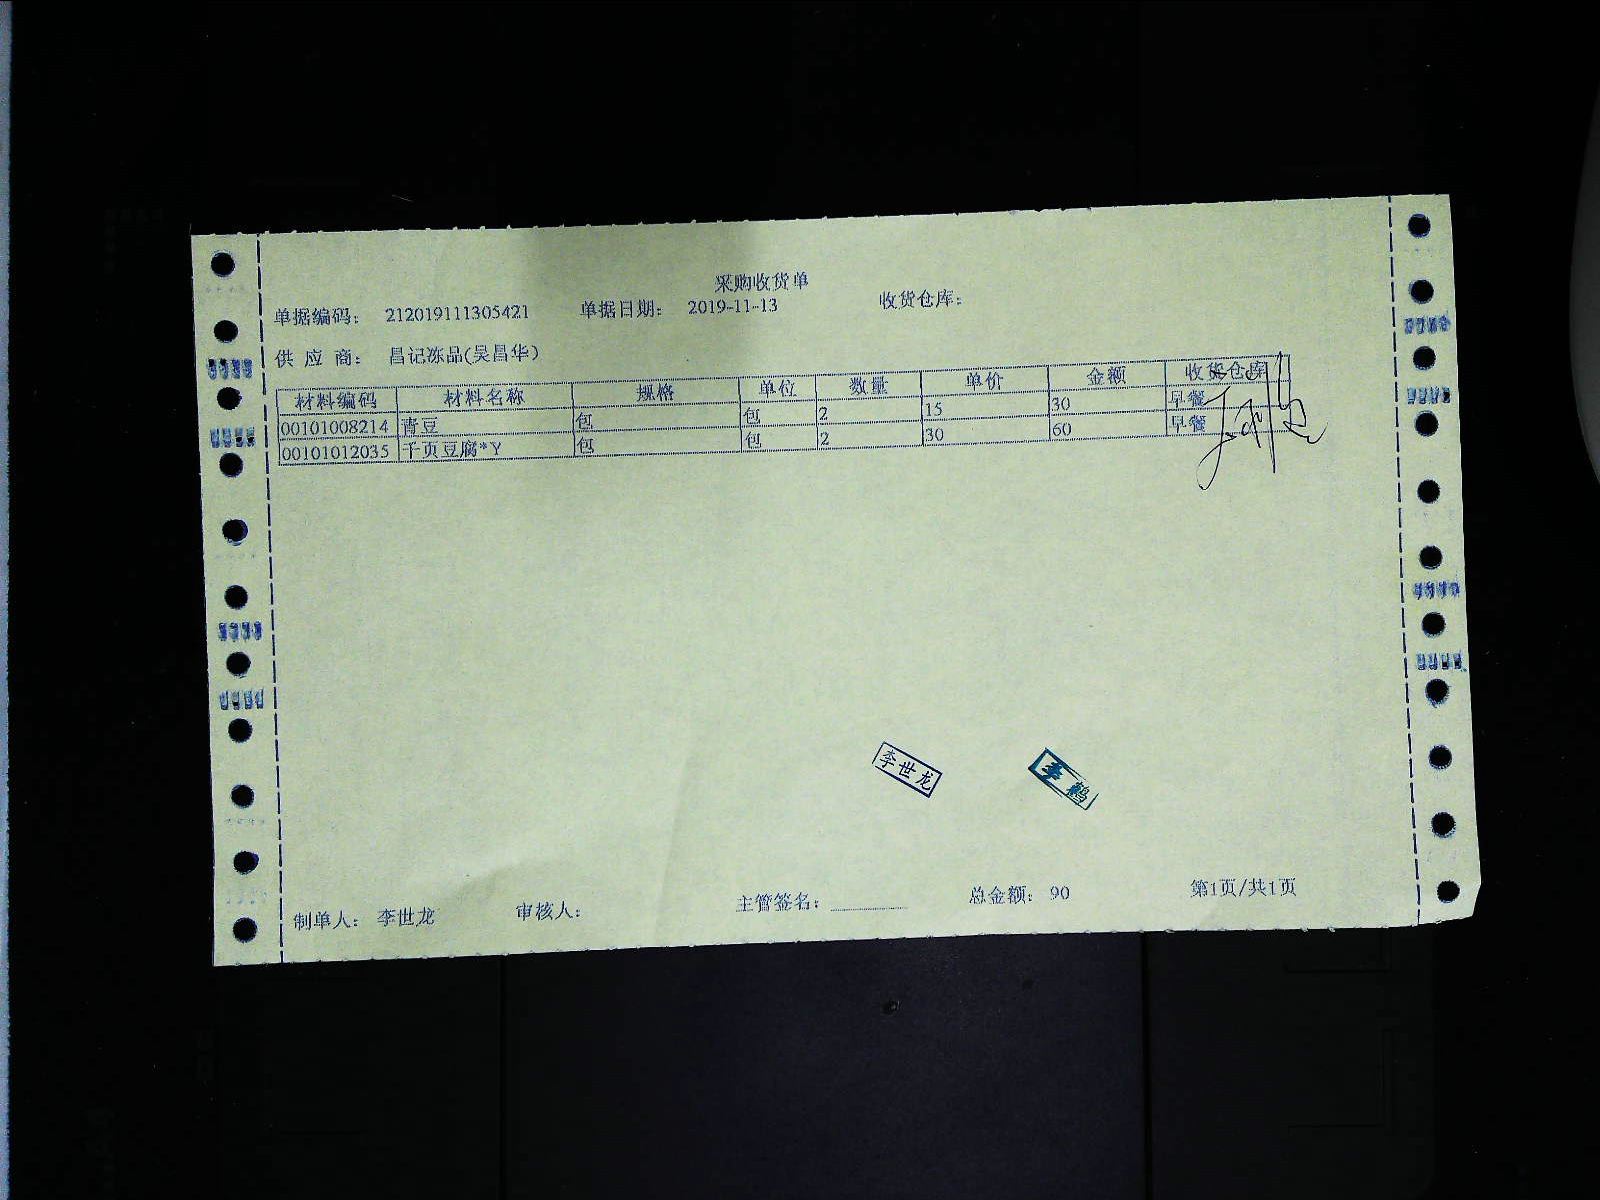 采购收货单
单据编码： 212019111305421 单据日期： 2019-11-13 收货仓库：
供 应 商： 昌记冻品(吴昌华)
材料编码 材料名称 规格 单位 数量 单价 金额 收货仓库
00101008214 青豆 包 包 2 15 30 早餐
00101012035 千页豆腐*Y 包 包 2 30 60 早餐
李世龙 李鹤
制单人： 李世龙 审核人： 主管签名： 总金额： 90 第1页/共1页